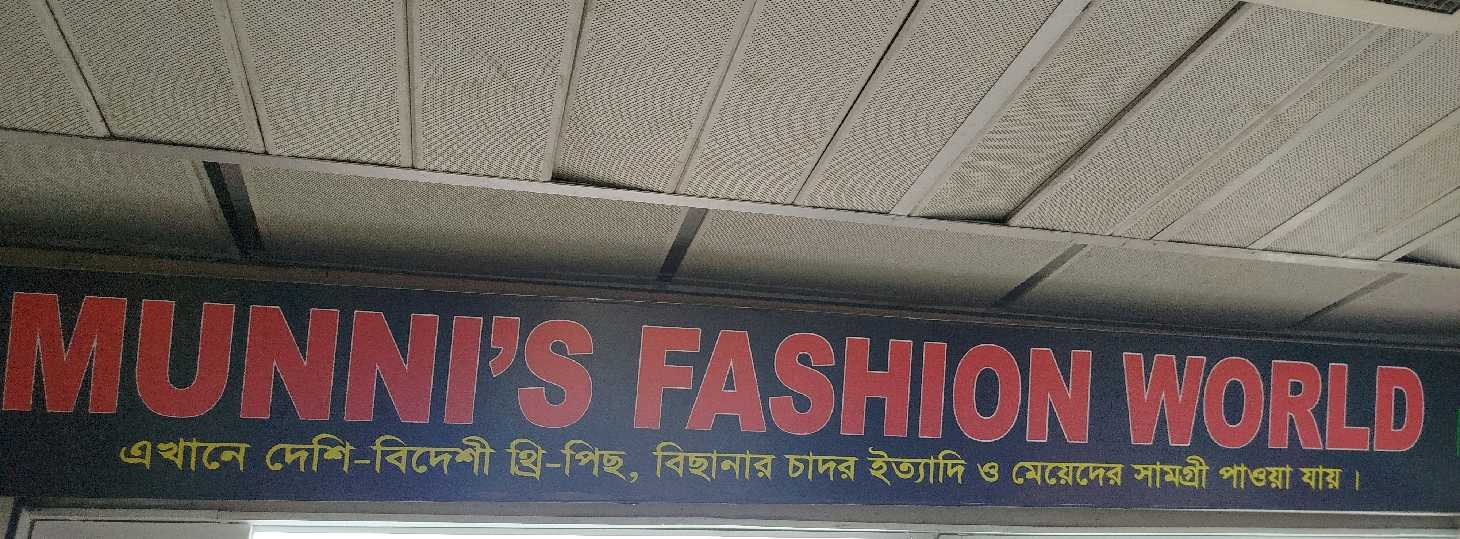 MUNNI'S FASHION WORLD
এখানে দেশি-বিদেশী থ্রি-পিছ, বিছানার চাদর ইত্যাদি ও মেয়েদের সামগ্রী পাওয়া যায়।